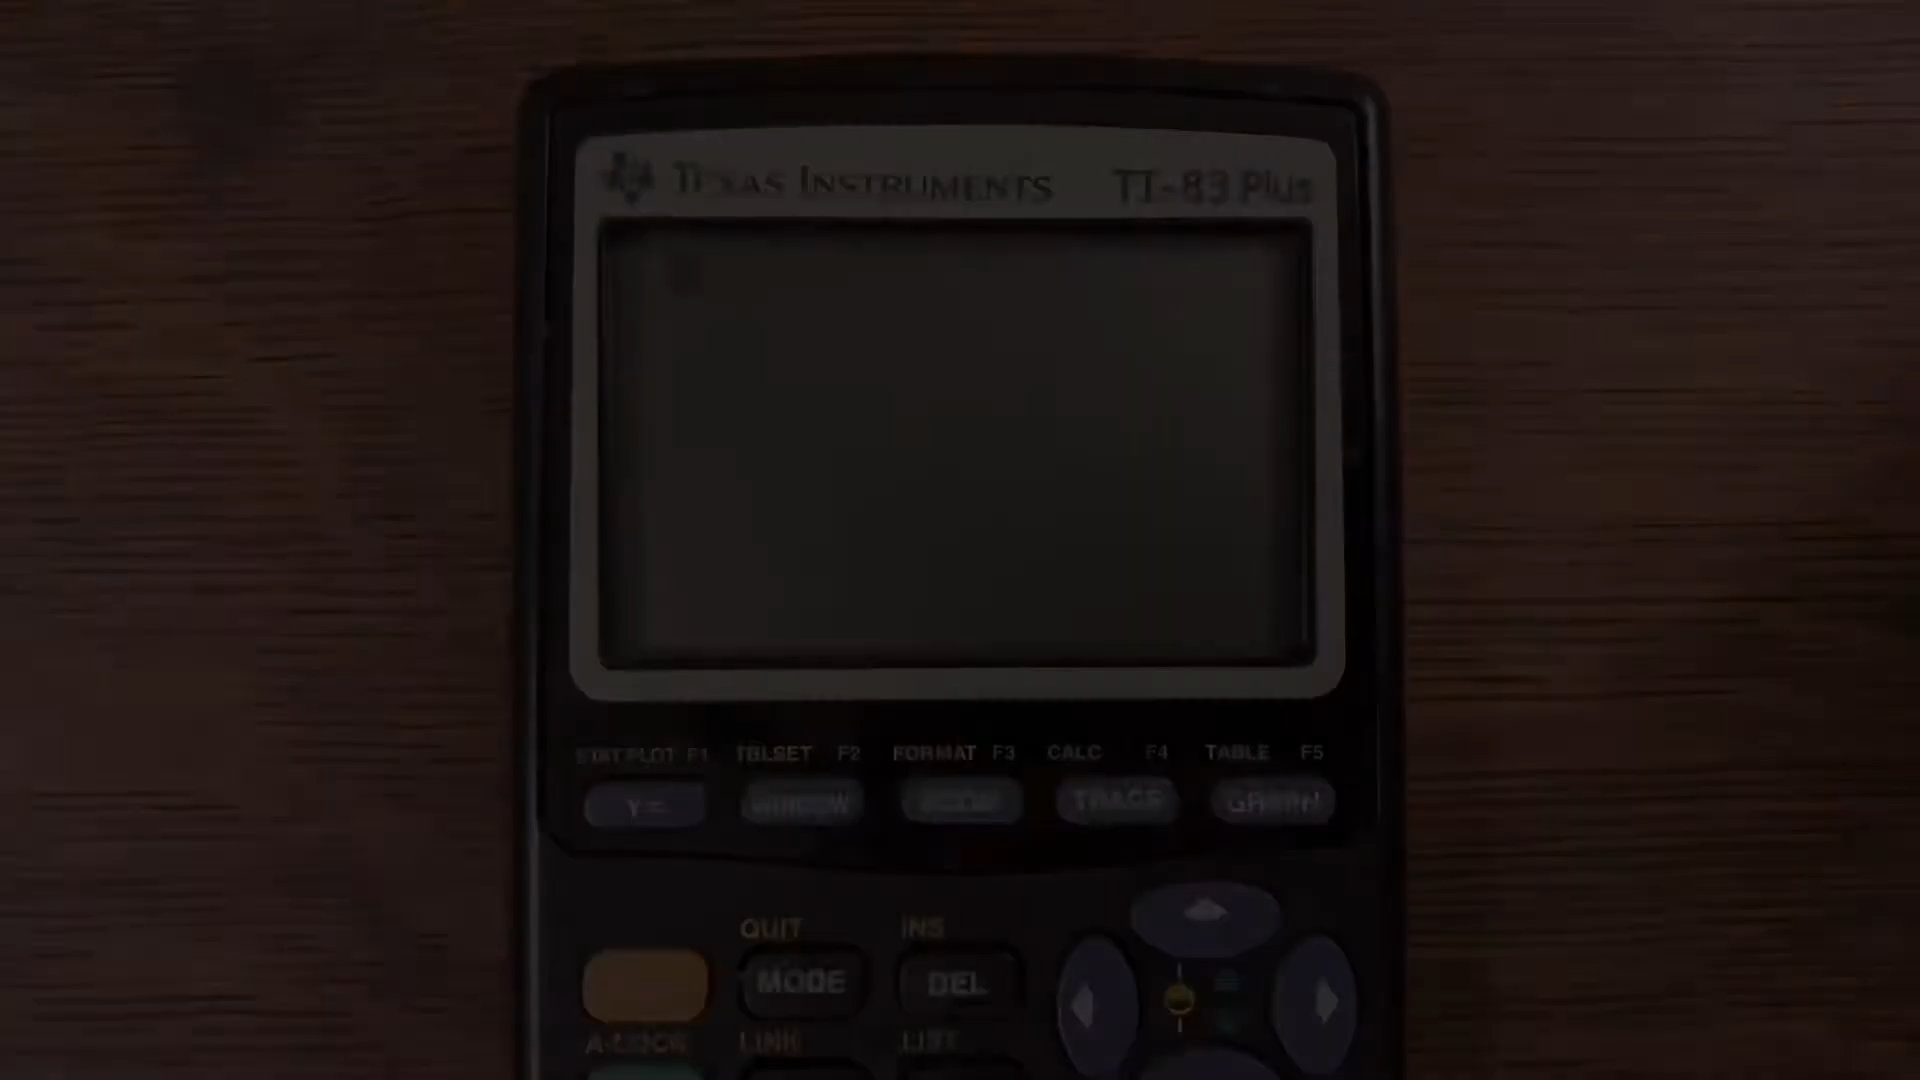 TEXAS INSTRUMENTS TI-83 Plus
STAT PLOT F1 TBLSET F2 FORMAT F3 CALC F4 TABLE F5
Y= WINDOW TRACE GRAPH
QUIT INS
MODE DEL
A-LOCK LINK LIST